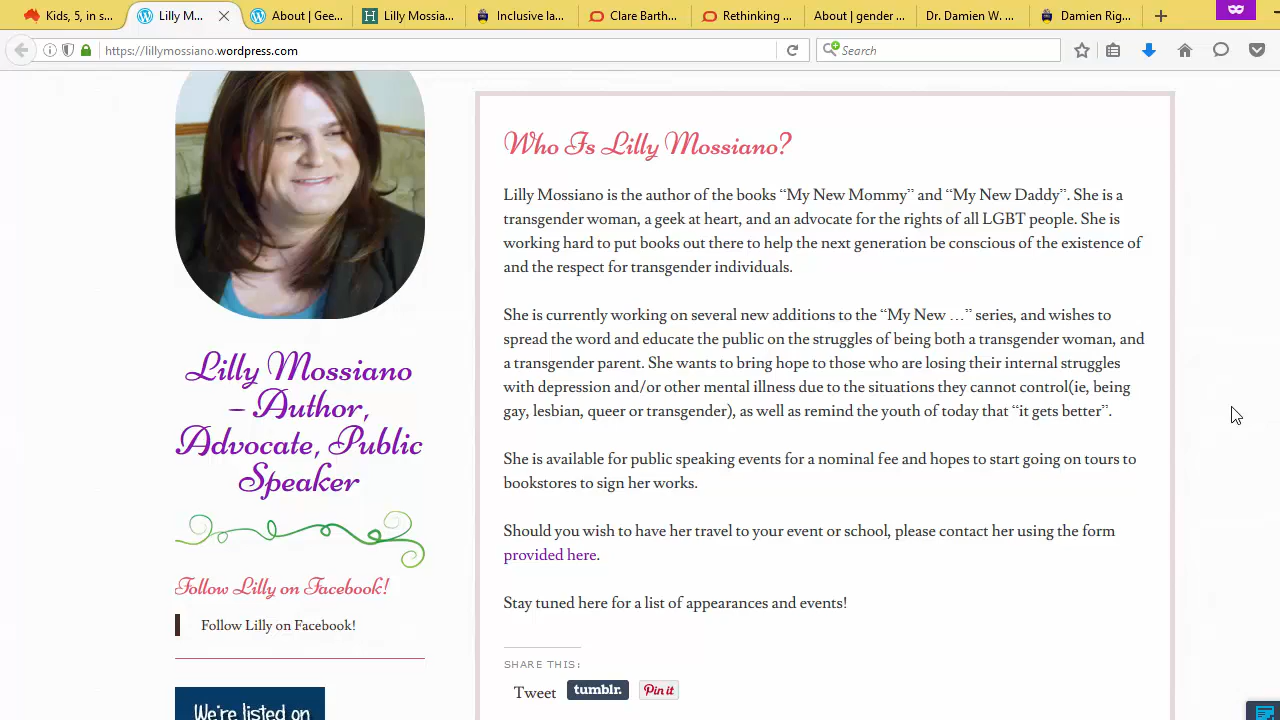 Kids, 5, in s...
Lilly M...
About | Gee...
Lilly Mossia...
Inclusive la...
Clare Barth...
Rethinking ...
About | gender ...
Dr. Damien W. ...
Damien Rig...
https://lillymossiano.wordpress.com
Search
Lilly Mossiano
– Author,
Advocate, Public
Speaker
Follow Lilly on Facebook!
Follow Lilly on Facebook!
We're listed on
Who Is Lilly Mossiano?
Lilly Mossiano is the author of the books “My New Mommy” and “My New Daddy”. She is a
transgender woman, a geek at heart, and an advocate for the rights of all LGBT people. She is
working hard to put books out there to help the next generation be conscious of the existence of
and the respect for transgender individuals.
She is currently working on several new additions to the “My New …” series, and wishes to
spread the word and educate the public on the struggles of being both a transgender woman, and
a transgender parent. She wants to bring hope to those who are losing their internal struggles
with depression and/or other mental illness due to the situations they cannot control(ie, being
gay, lesbian, queer or transgender), as well as remind the youth of today that “it gets better”.
She is available for public speaking events for a nominal fee and hopes to start going on tours to
bookstores to sign her works.
Should you wish to have her travel to your event or school, please contact her using the form
provided here.
Stay tuned here for a list of appearances and events!
SHARE THIS:
Tweet
tumblr.
Pin it